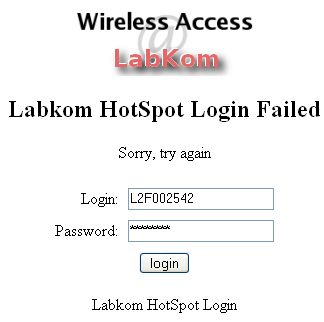 Wireless Access
@
LabKom
Labkom HotSpot Login Failed
Sorry, try again
Login: L2F002542
Password: *********
login
Labkom HotSpot Login